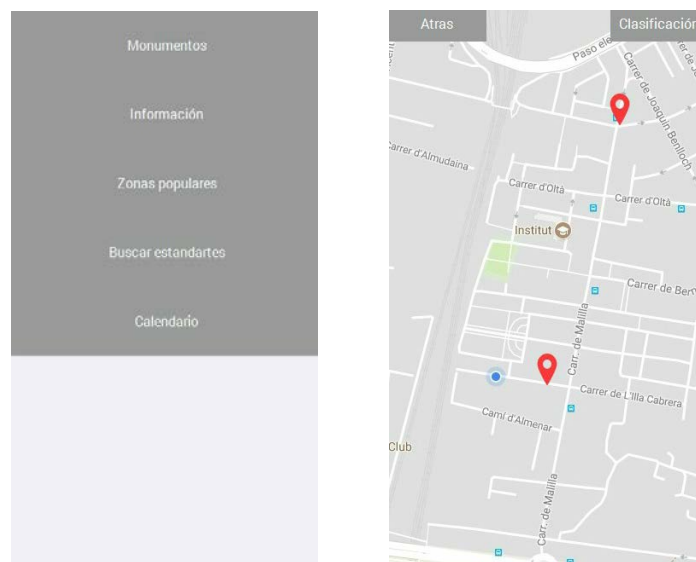 Monumentos
Información
Zonas populares
Buscar estandartes
Calendario
Atras
Clasificación
Paso ele
Carrer de Joaquin Benlloch
Carrer d'Almudaina
Carrer d'Oltà
Carrer d'Oltà
Institut
Carrer de Ber
Carr. de Malilla
Carrer de L'Illa Cabrera
Camí d'Almenar
Club
Carr. de Malilla